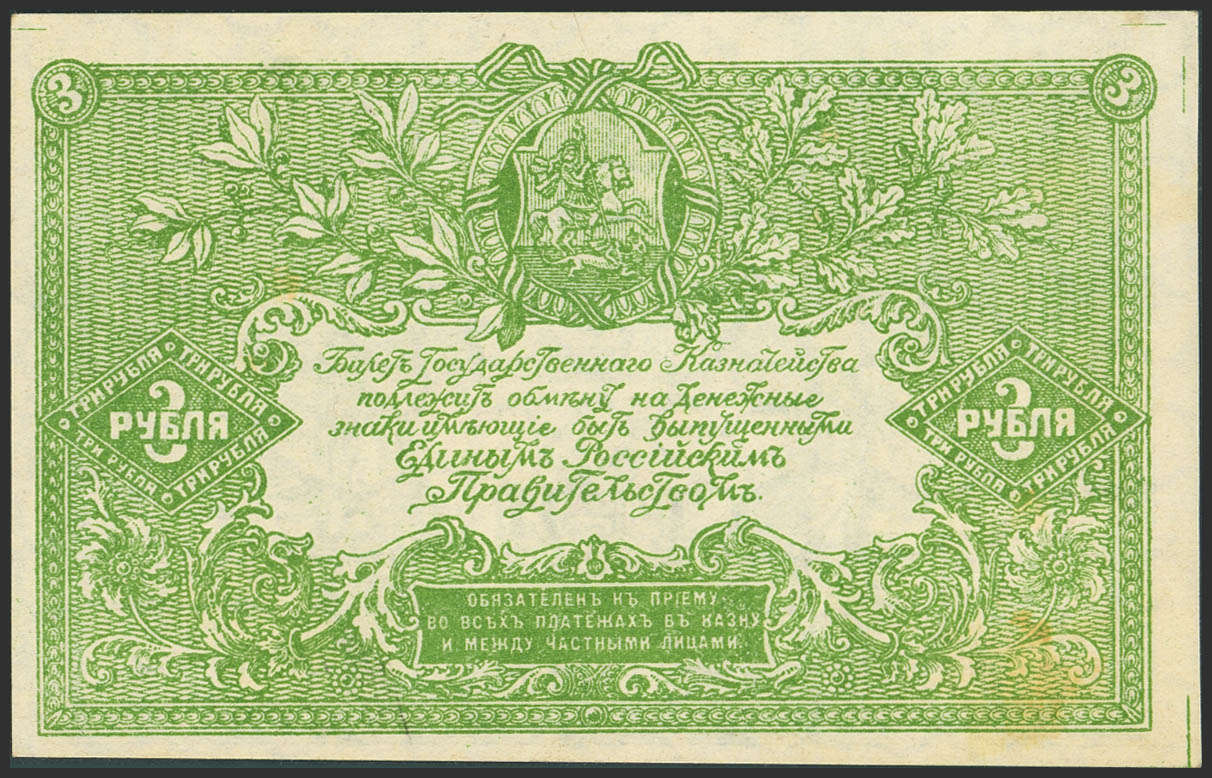 3 3
Билетъ Государственнаго Казначейства
подлежитъ обмѣну на денежные
знаки имѣющіе быть выпущенными
Единымъ Россійскимъ
Правительствомъ.
ТРИ РУБЛЯ ТРИ РУБЛЯ
3
РУБЛЯ
ТРИ РУБЛЯ ТРИ РУБЛЯ
ТРИ РУБЛЯ ТРИ РУБЛЯ
3
РУБЛЯ
ТРИ РУБЛЯ ТРИ РУБЛЯ
ОБЯЗАТЕЛЕНЪ КЪ ПРІЕМУ
ВО ВСѢХЪ ПЛАТЕЖАХЪ ВЪ КАЗНУ
И МЕЖДУ ЧАСТНЫМИ ЛИЦАМИ.